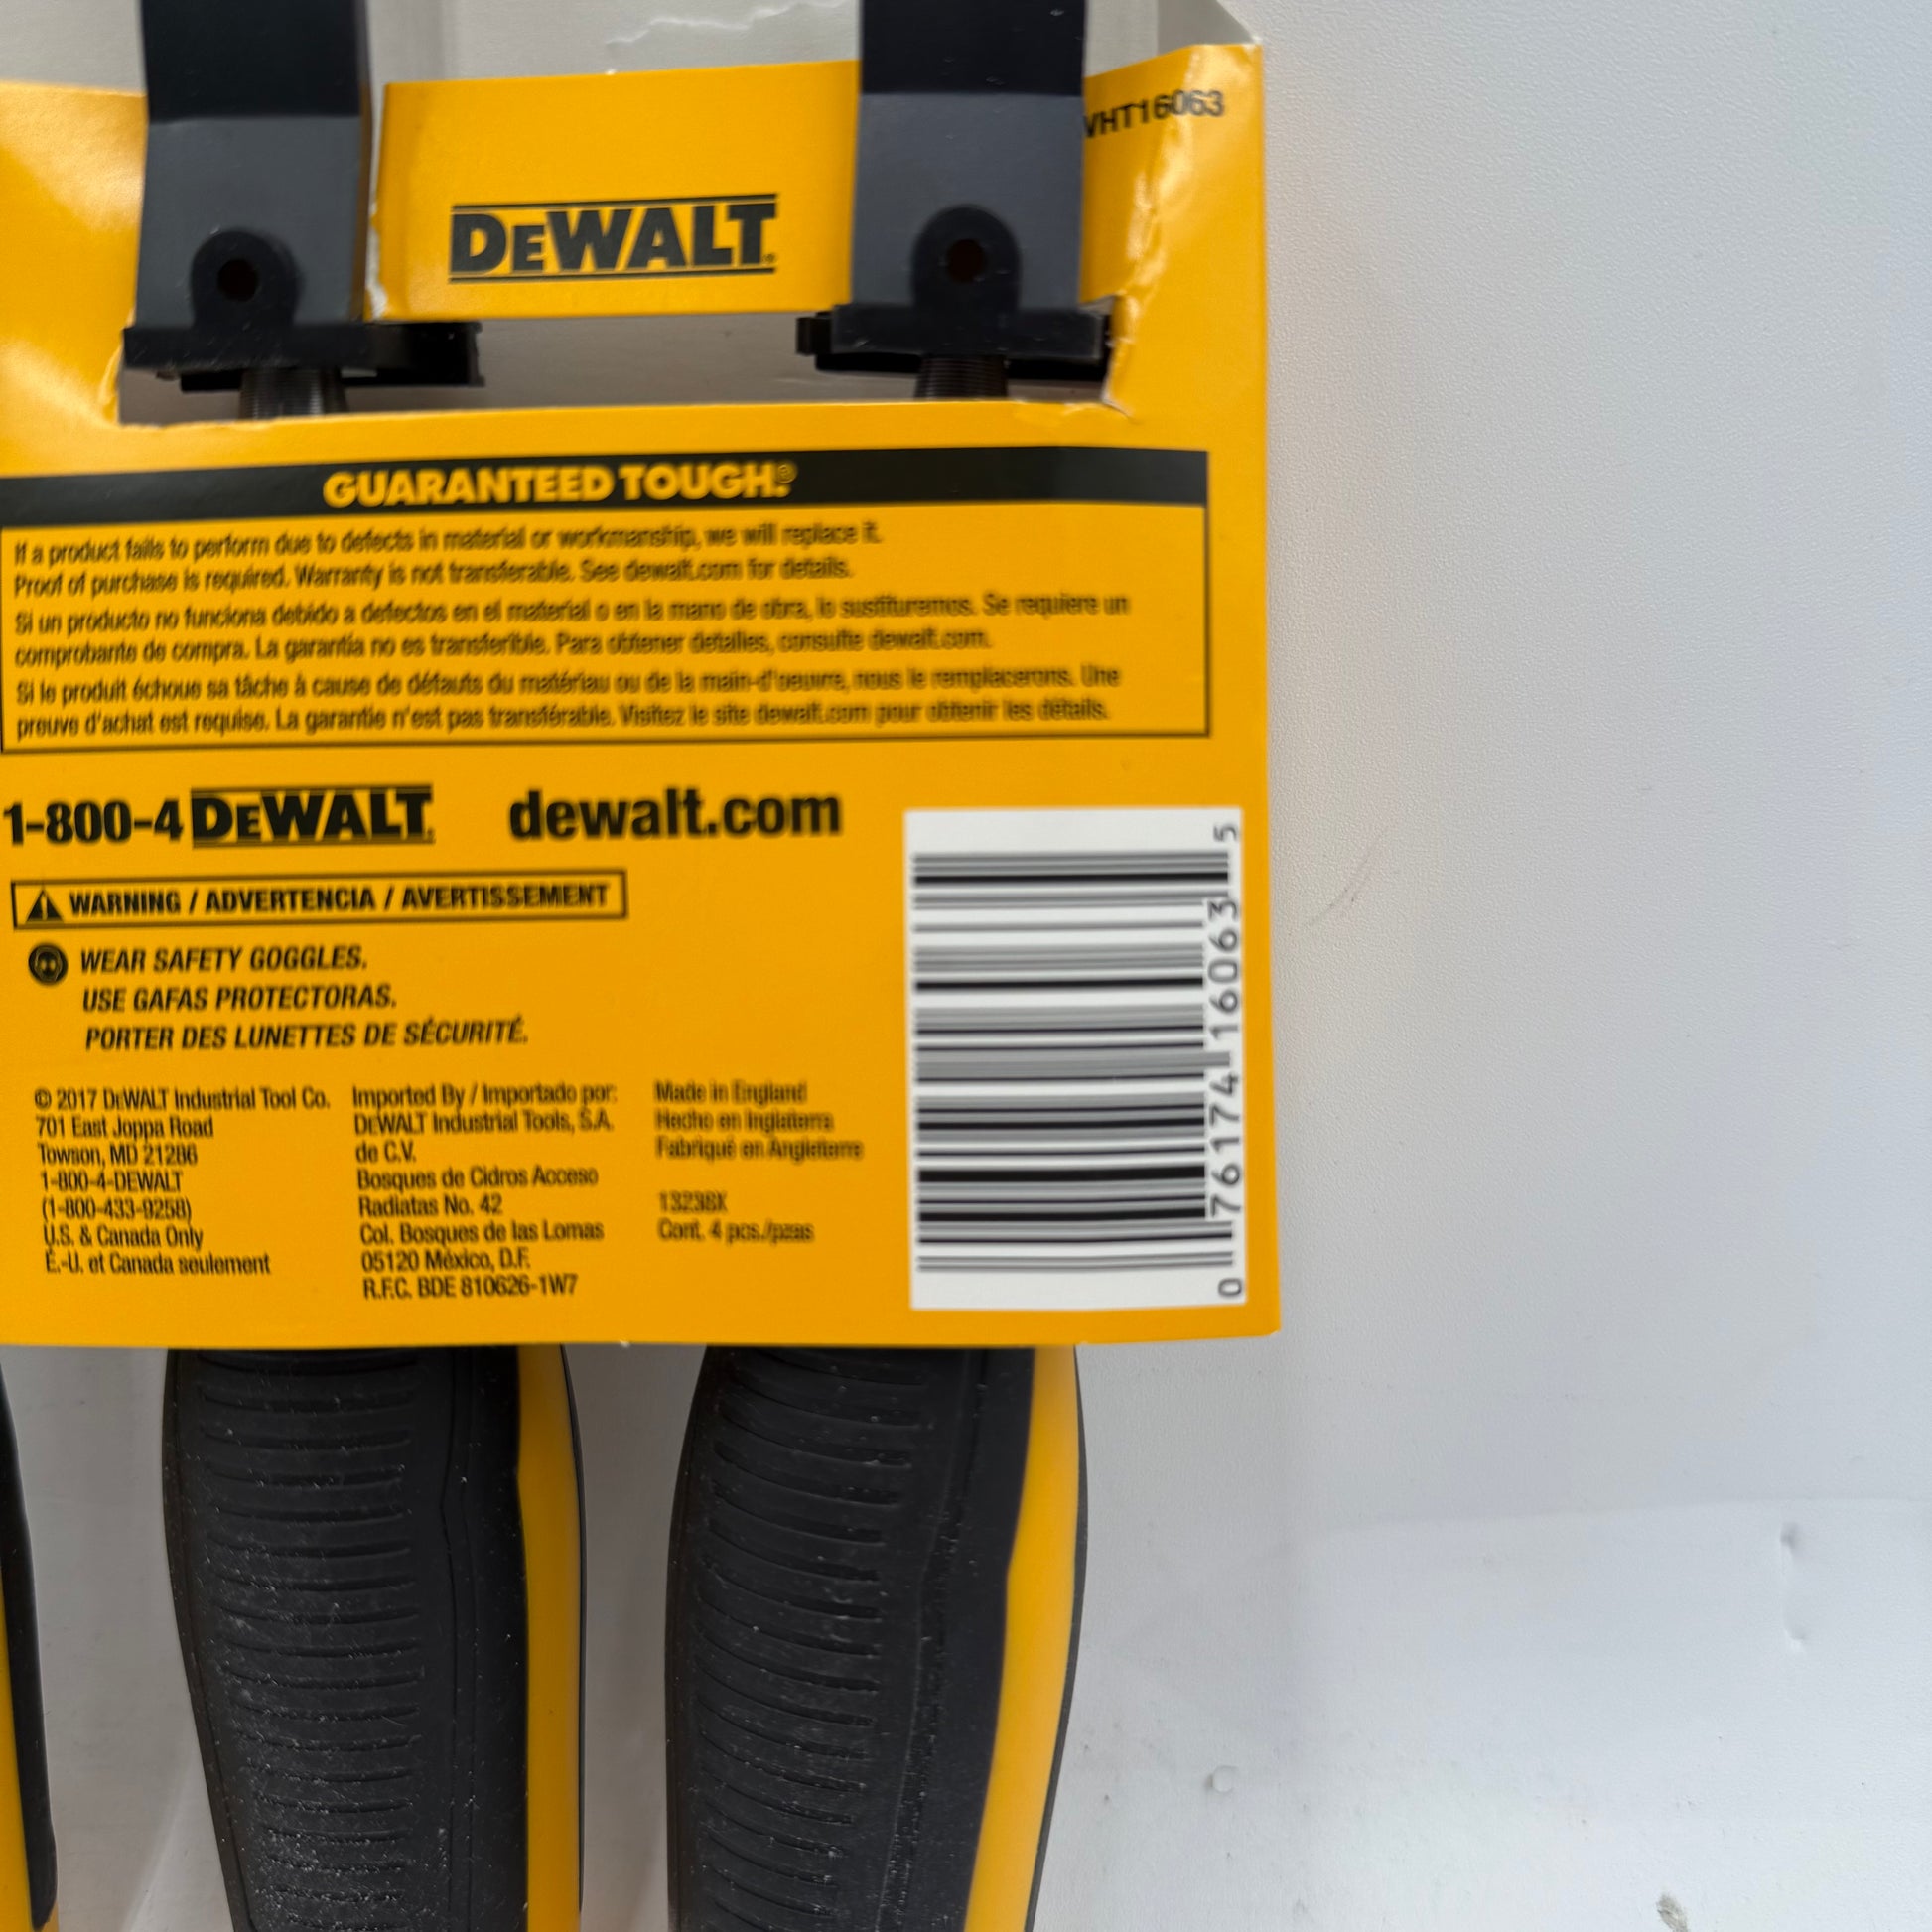 WHT16063
DEWALT®
GUARANTEED TOUGH.®
If a product fails to perform due to defects in material or workmanship, we will replace it.
Proof of purchase is required. Warranty is not transferable. See dewalt.com for details.
Si un producto no funciona debido a defectos en el material o en la mano de obra, lo sustituiremos. Se requiere un
comprobante de compra. La garantía no es transferible. Para obtener detalles, consulte dewalt.com.
Si le produit échoue sa tâche à cause de défauts du matériau ou de la main-d'oeuvre, nous le remplacerons. Une
preuve d'achat est requise. La garantie n'est pas transférable. Visitez le site dewalt.com pour obtenir les détails.
1-800-4DEWALT® dewalt.com
WARNING / ADVERTENCIA / AVERTISSEMENT
WEAR SAFETY GOGGLES.
USE GAFAS PROTECTORAS.
PORTER DES LUNETTES DE SÉCURITÉ.
© 2017 DEWALT Industrial Tool Co.
701 East Joppa Road
Towson, MD 21286
1-800-4-DEWALT
(1-800-433-9258)
U.S. & Canada Only
É.-U. et Canada seulement
Imported By / Importado por:
DEWALT Industrial Tools, S.A.
de C.V.
Bosques de Cidros Acceso
Radiatas No. 42
Col. Bosques de las Lomas
05120 México, D.F.
R.F.C. BDE 810626-1W7
Made in England
Hecho en Inglaterra
Fabriqué en Angleterre
Cont. 4 pcs./pzas
0 76174 16063 5